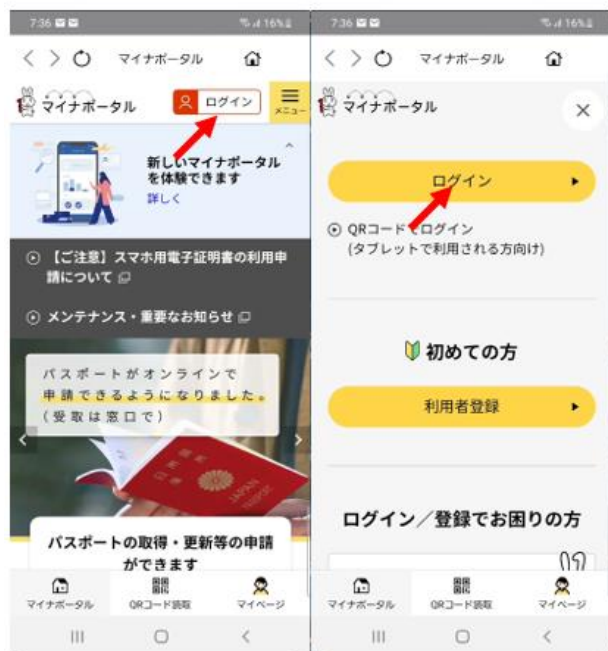 7:36
16%
マイナポータル
マイナポータル
ログイン
メニュー
新しいマイナポータル
を体験できます
詳しく
【ご注意】スマホ用電子証明書の利用申
請について
メンテナンス・重要なお知らせ
パスポートがオンラインで
申請できるようになりました。
(受取は窓口で)
日本国
旅券
JAPAN
PASSPORT
パスポートの取得・更新等の申請
ができます
マイナポータル
QRコード読取
マイページ
7:36
16%
マイナポータル
マイナポータル
ログイン
QRコードでログイン
(タブレットで利用される方向け)
初めての方
利用者登録
ログイン/登録でお困りの方
マイナポータル
QRコード読取
マイページ